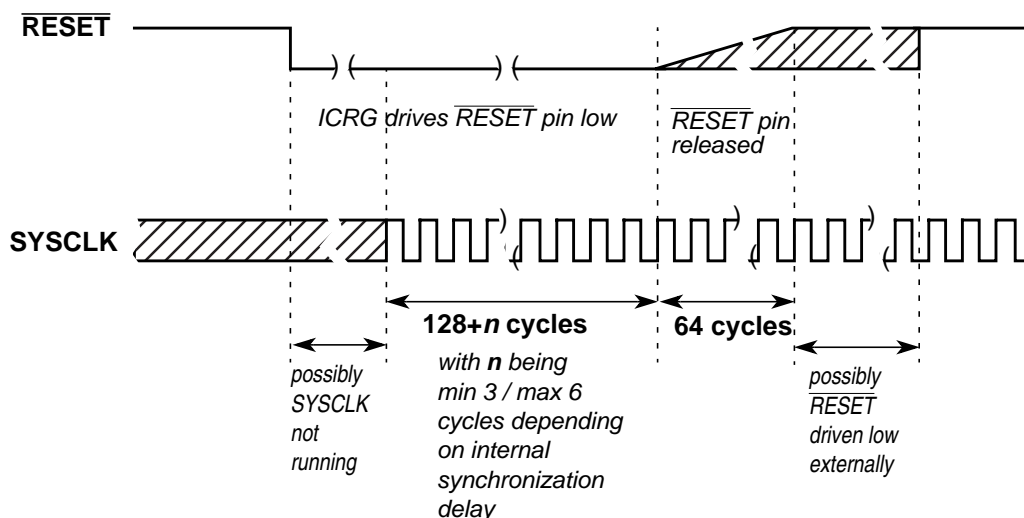 RESET
ICRG drives RESET pin low
RESET pin
released
SYSCLK
128+n cycles
with n being
min 3 / max 6
cycles depending
on internal
synchronization
delay
64 cycles
possibly
SYSCLK
not
running
possibly
RESET
driven low
externally